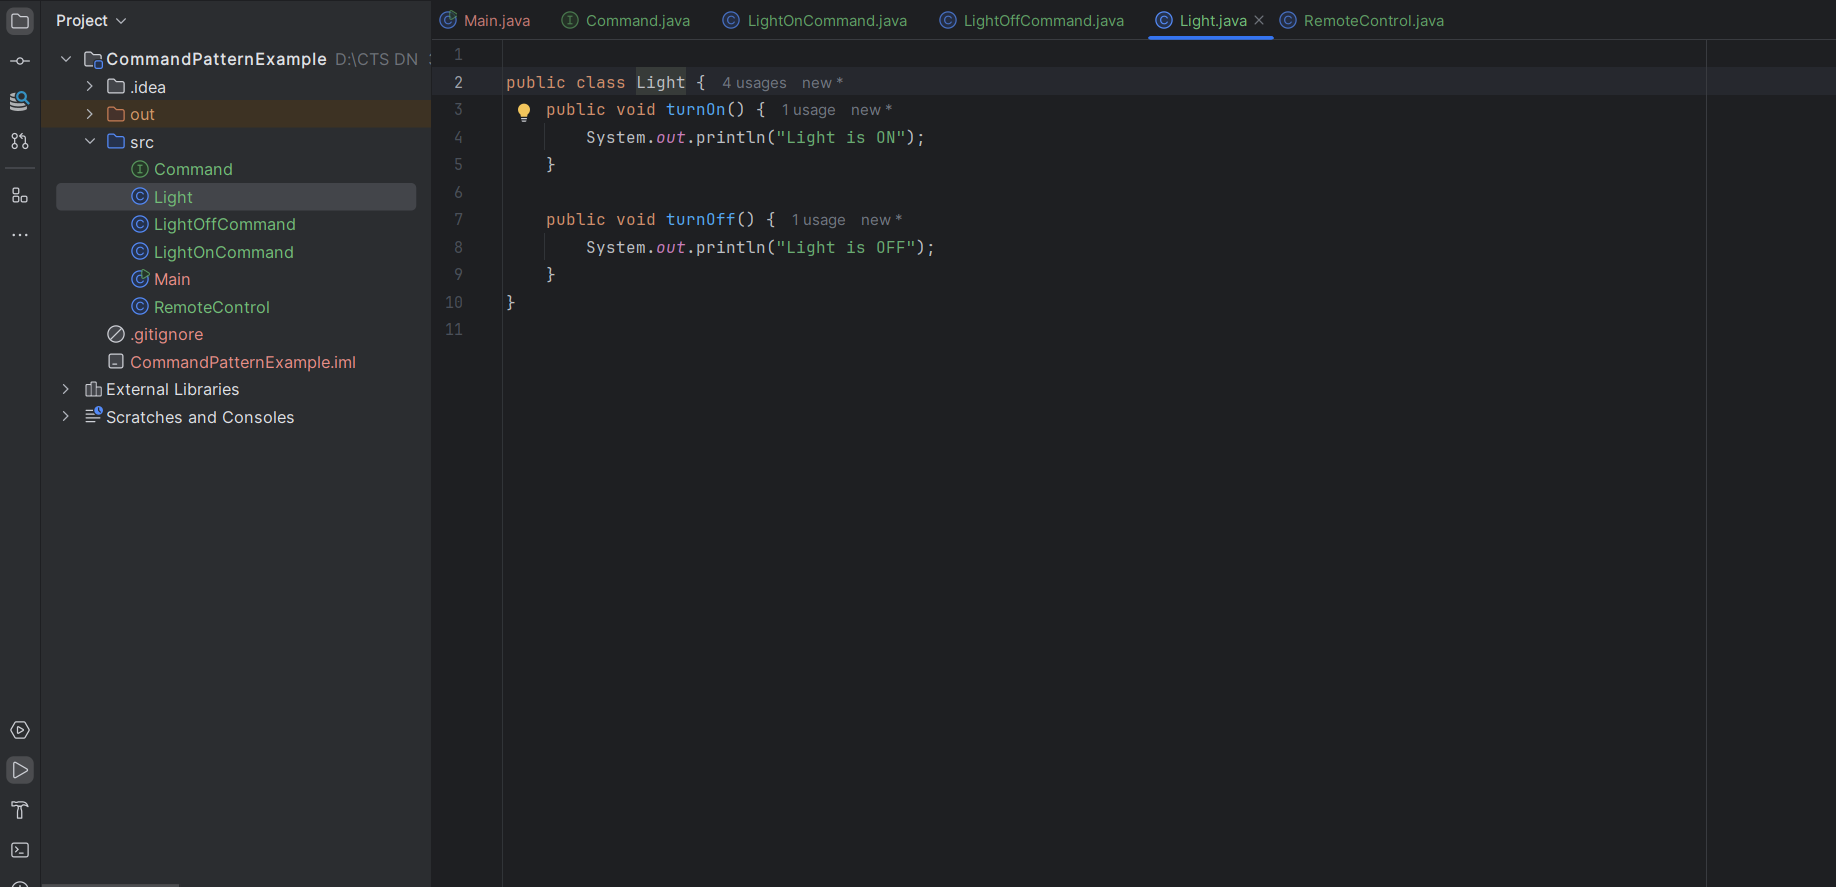 Project
CommandPatternExample D:\CTS DN
.idea
out
src
Command
Light
LightOffCommand
LightOnCommand
Main
RemoteControl
.gitignore
CommandPatternExample.iml
External Libraries
Scratches and Consoles
Main.java Command.java LightOnCommand.java LightOffCommand.java Light.java RemoteControl.java
1
2 public class Light { 4 usages new *
3 public void turnOn() { 1 usage new *
4 System.out.println("Light is ON");
5 }
6
7 public void turnOff() { 1 usage new *
8 System.out.println("Light is OFF");
9 }
10 }
11